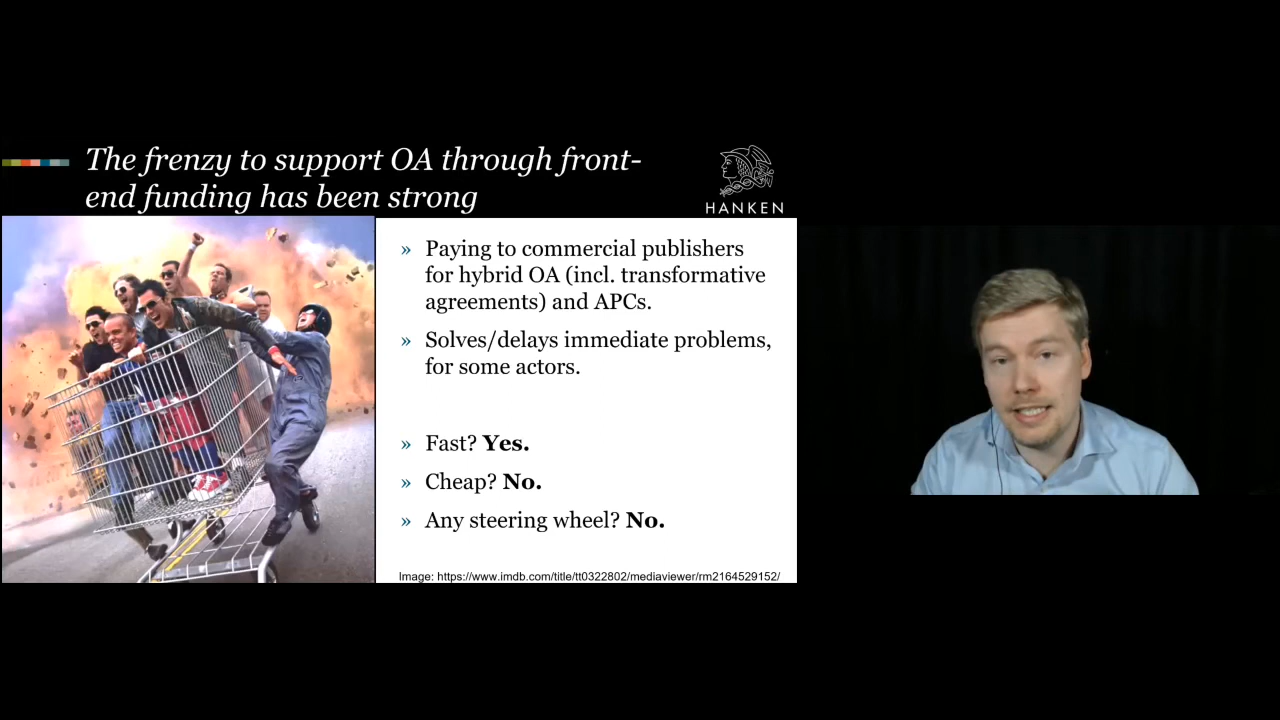 The frenzy to support OA through front-
end funding has been strong
HANKEN
» Paying to commercial publishers
for hybrid OA (incl. transformative
agreements) and APCs.
» Solves/delays immediate problems,
for some actors.
» Fast? Yes.
» Cheap? No.
» Any steering wheel? No.
Image: https://www.imdb.com/title/tt0322802/mediaviewer/rm2164529152/